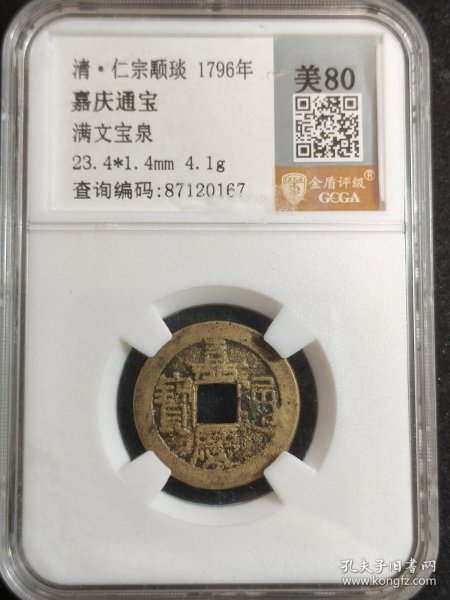 清·仁宗颙琰 1796年
嘉庆通宝
满文宝泉
23.4*1.4mm 4.1g
查询编码:87120167
美80
金盾评级®
GCGA
嘉慶通寶
孔夫子旧书网
www.kongfz.com